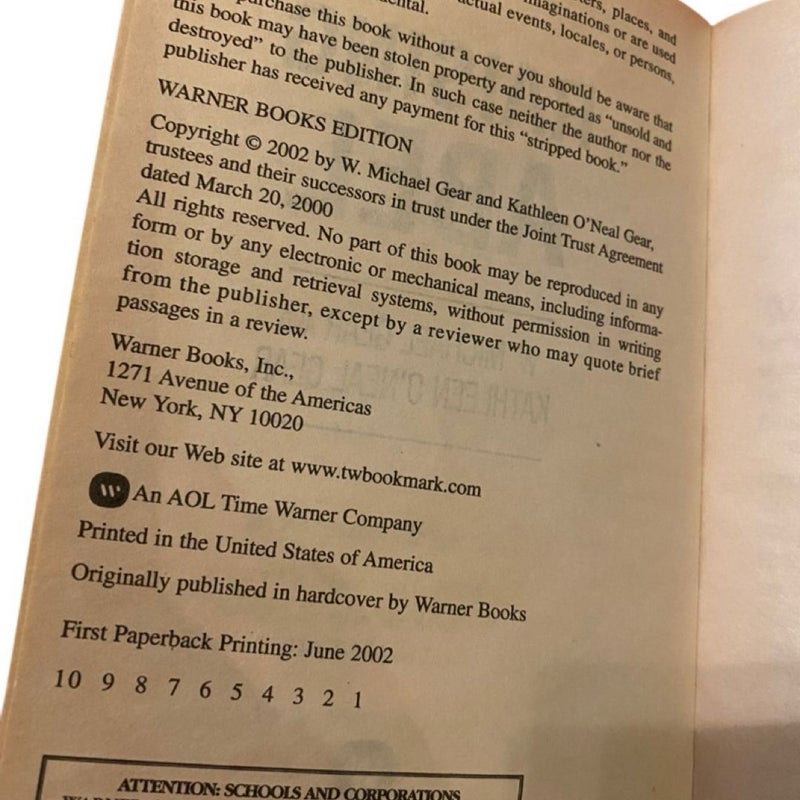 ters, places, and
imaginations or are used
ctual events, locales, or persons,
ental.
purchase this book without a cover you should be aware that
this book may have been stolen property and reported as “unsold and
destroyed” to the publisher. In such case neither the author nor the
publisher has received any payment for this “stripped book.”
WARNER BOOKS EDITION
Copyright © 2002 by W. Michael Gear and Kathleen O’Neal Gear,
trustees and their successors in trust under the Joint Trust Agreement
dated March 20, 2000
All rights reserved. No part of this book may be reproduced in any
form or by any electronic or mechanical means, including informa-
tion storage and retrieval systems, without permission in writing
from the publisher, except by a reviewer who may quote brief
passages in a review.
Warner Books, Inc.,
1271 Avenue of the Americas
New York, NY 10020
Visit our Web site at www.twbookmark.com
An AOL Time Warner Company
Printed in the United States of America
Originally published in hardcover by Warner Books
First Paperback Printing: June 2002
10 9 8 7 6 5 4 3 2 1
ATTENTION: SCHOOLS AND CORPORATIONS